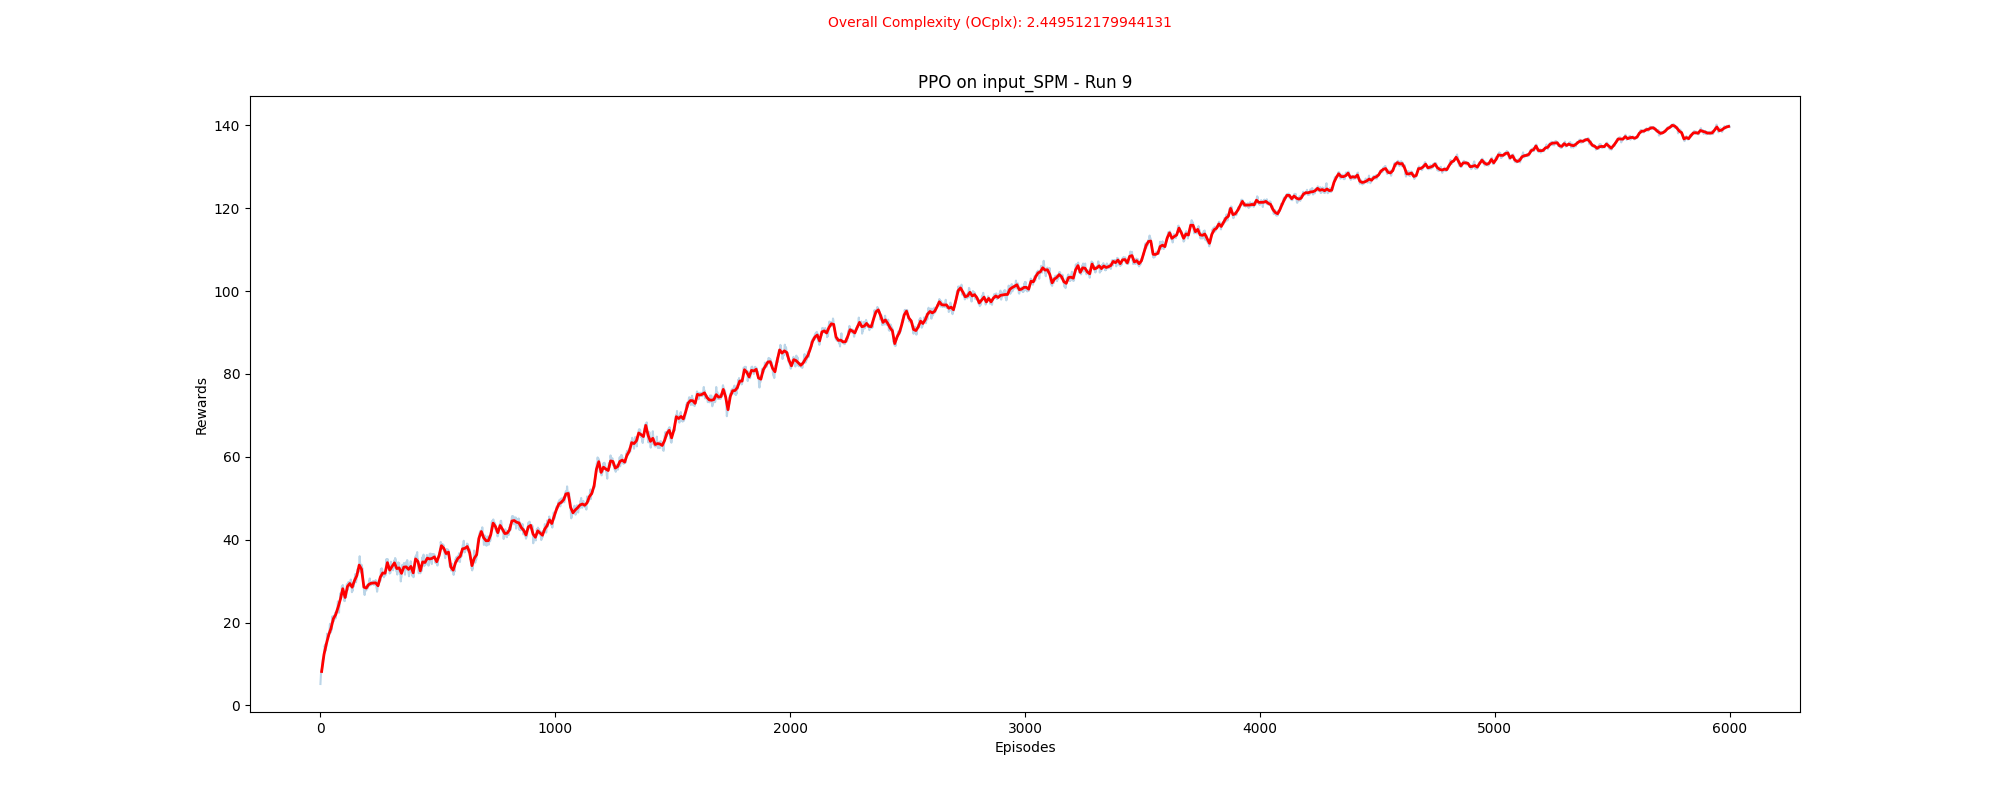 Overall Complexity (OCplx): 2.449512179944131
PPO on input_SPM - Run 9
140
120
100
80
60
40
20
0
Rewards
0 1000 2000 3000 4000 5000 6000
Episodes